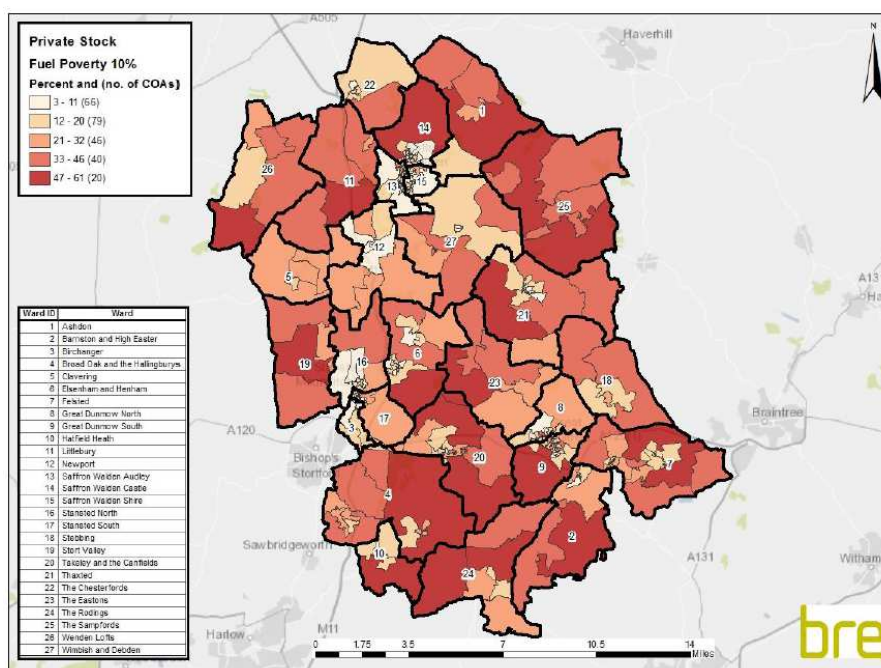 A505
Haverhill
N
Private Stock
Fuel Poverty 10%
Percent and (no. of COAs)
3 - 11 (66)
12 - 20 (79)
21 - 32 (46)
33 - 46 (40)
47 - 61 (20)
22
1
14
26
11
13
15
25
12
27
5
21
A131
16
6
19
23
18
8
17
3
A120
Braintree
Bishop's
Stortford
20
9
7
4
2
10
Sawbridgeworth
A131
Witham
24
M11
Harlow
Ward ID Ward
1 Ashdon
2 Barnston and High Easter
3 Birchanger
4 Broad Oak and the Hallingburys
5 Clavering
6 Elsenham and Henham
7 Felsted
8 Great Dunmow North
9 Great Dunmow South
10 Hatfield Heath
11 Littlebury
12 Newport
13 Saffron Walden Audley
14 Saffron Walden Castle
15 Saffron Walden Shire
16 Stansted North
17 Stansted South
18 Stebbing
19 Stort Valley
20 Takeley and the Canfields
21 Thaxted
22 The Chesterfords
23 The Eastons
24 The Rodings
25 The Sampfords
26 Wenden Lofts
27 Wimbish and Debden
0 1.75 3.5 7 10.5 14
Miles
bre